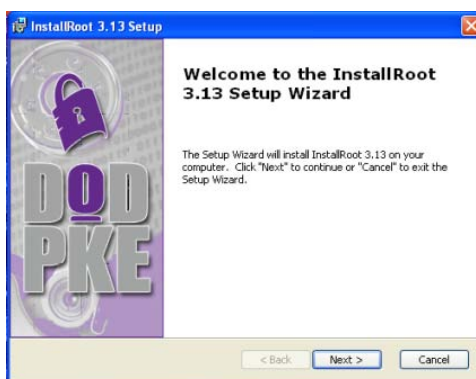 InstallRoot 3.13 Setup
Welcome to the InstallRoot
3.13 Setup Wizard
The Setup Wizard will install InstallRoot 3.13 on your
computer. Click "Next" to continue or "Cancel" to exit the
Setup Wizard.
DOD
PKE
< Back
Next >
Cancel